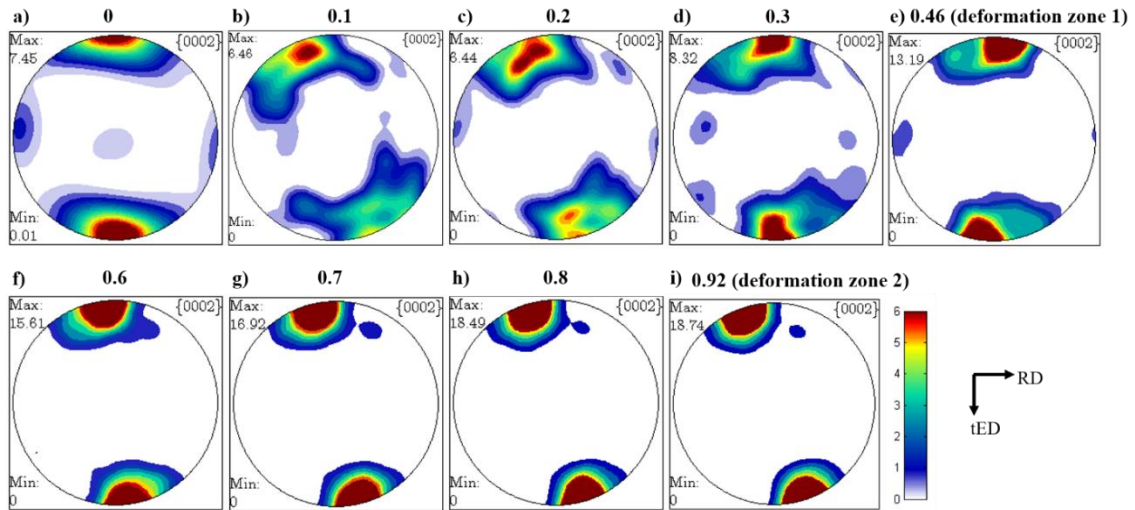 a) 0 b) 0.1 c) 0.2 d) 0.3 e) 0.46 (deformation zone 1)
Max: {0002} Max: {0002} Max: {0002} Max: {0002} Max: {0002}
7.45 6.46 6.44 8.32 13.19
Min: Min: Min: Min: Min:
0.01 0 0 0 0
f) 0.6 g) 0.7 h) 0.8 i) 0.92 (deformation zone 2)
Max: {0002} Max: {0002} Max: {0002} Max: {0002}
15.61 16.92 18.49 18.74
Min: Min: Min: Min:
0 0 0 0
6
5
4
3
2
1
0
RD
tED